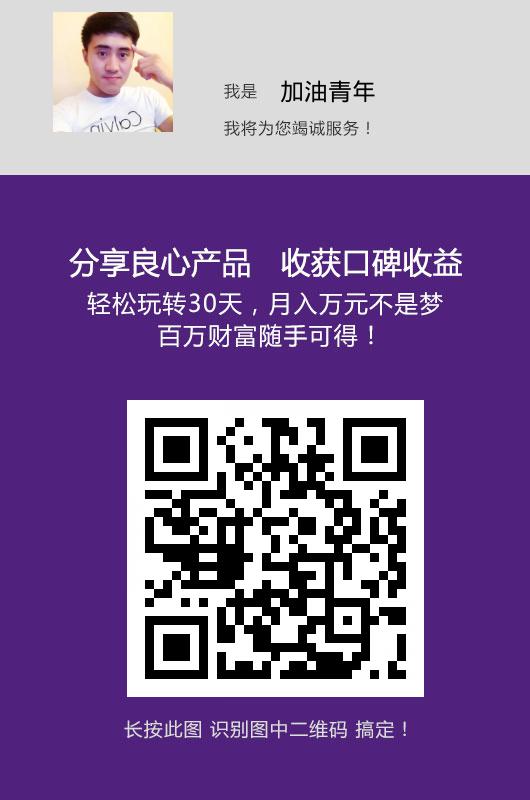 我是 加油青年
我将为您竭诚服务！
分享良心产品 收获口碑收益
轻松玩转30天，月入万元不是梦
百万财富随手可得！
长按此图 识别图中二维码 搞定！